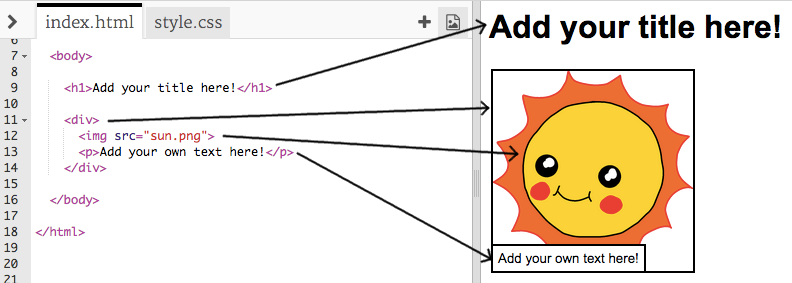 index.html style.css
Add your title here!
6
7 <body>
8
9 <h1>Add your title here!</h1>
10
11 <div>
12 <img src="sun.png">
13 <p>Add your own text here!</p>
14 </div>
15
16 </body>
17
18 </html>
19
20
21
Add your own text here!